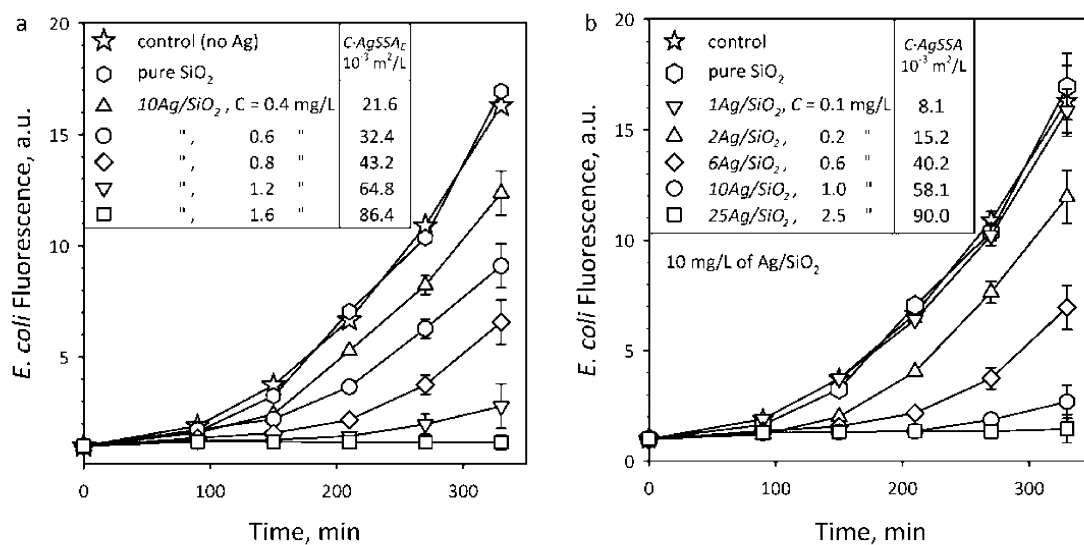 a
control (no Ag)
pure SiO₂
10Ag/SiO₂, C = 0.4 mg/L
", 0.6 "
", 0.8 "
", 1.2 "
", 1.6 "
C·AgSSA_E
10⁻³ m²/L
21.6
32.4
43.2
64.8
86.4
20
15
10
5
E. coli Fluorescence, a.u.
0 100 200 300
Time, min
b
control
pure SiO₂
1Ag/SiO₂, C = 0.1 mg/L
2Ag/SiO₂, 0.2 "
6Ag/SiO₂, 0.6 "
10Ag/SiO₂, 1.0 "
25Ag/SiO₂, 2.5 "
C·AgSSA
10⁻³ m²/L
8.1
15.2
40.2
58.1
90.0
10 mg/L of Ag/SiO₂
20
15
10
5
0
E. coli Fluorescence, a.u.
0 100 200 300
Time, min